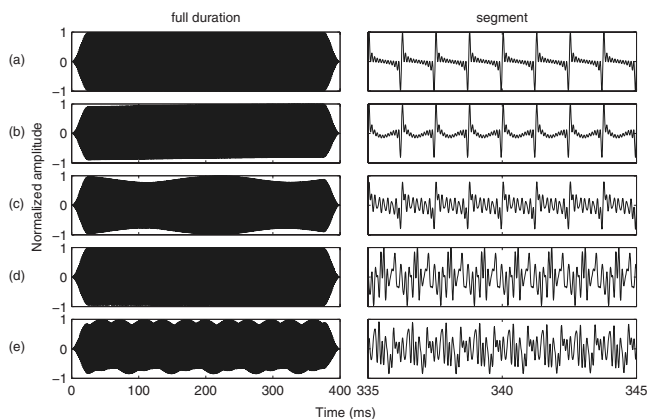 full duration
segment
(a)
1
0
−1
(b)
1
0
−1
(c)
1
0
−1
(d)
1
0
−1
(e)
1
0
−1
Normalized amplitude
0 100 200 300 400
335 340 345
Time (ms)